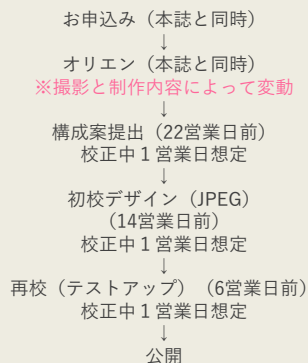 お申込み（本誌と同時）
↓
オリエン（本誌と同時）
※撮影と制作内容によって変動
↓
構成案提出（22営業日前）
校正中１営業日想定
↓
初校デザイン（JPEG）
（14営業日前）
校正中１営業日想定
↓
再校（テストアップ）（6営業日前）
校正中１営業日想定
↓
公開